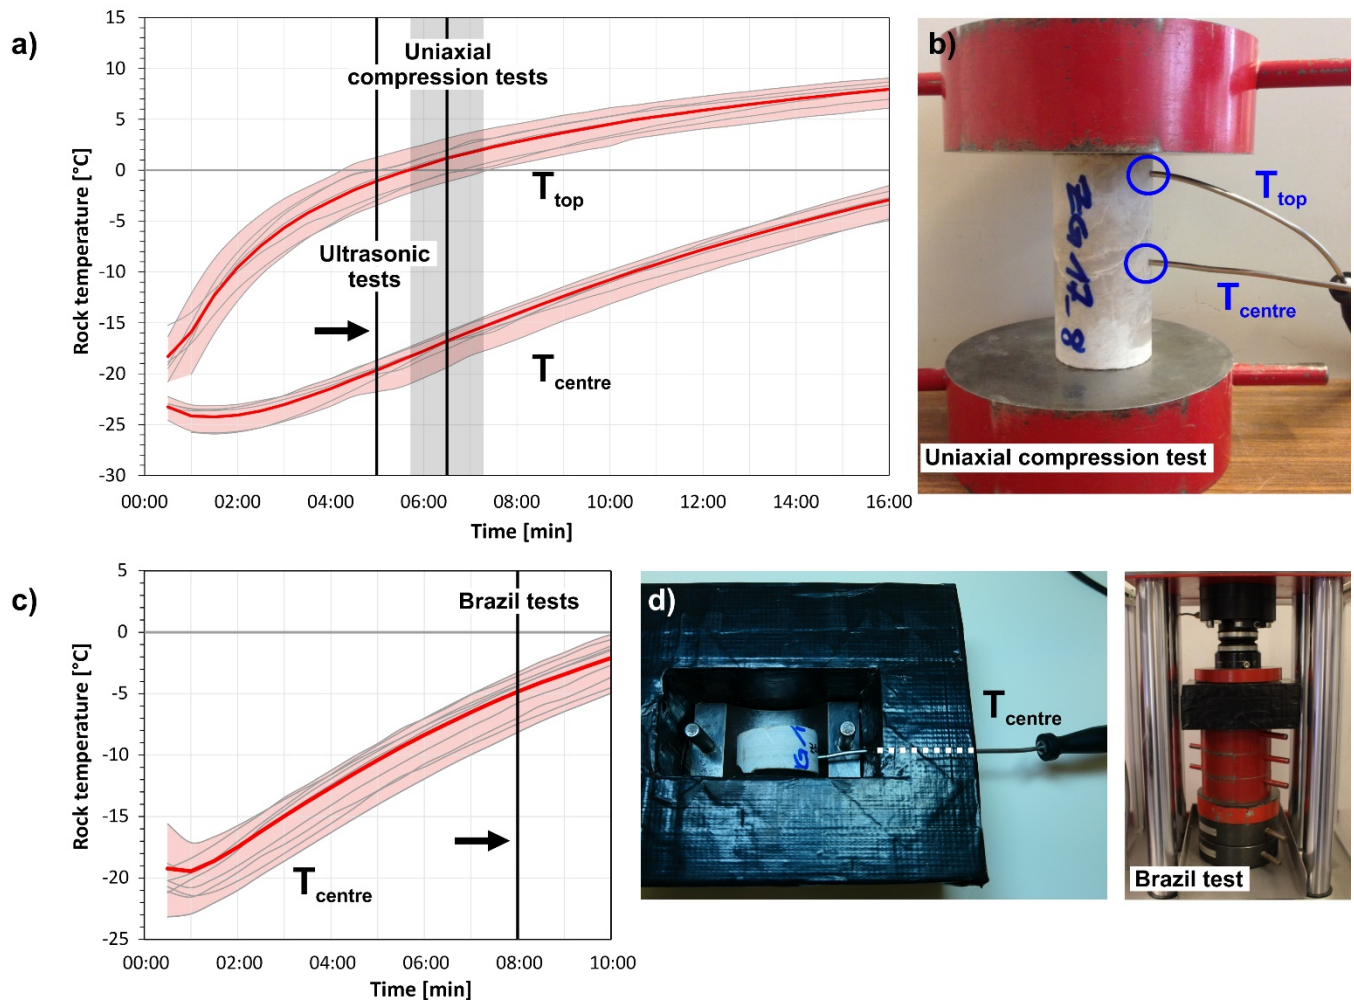 a)
15
10
5
0
-5
-10
-15
-20
-25
-30
Rock temperature [°C]
Uniaxial
compression tests
T top
Ultrasonic
tests
T centre
00:00 02:00 04:00 06:00 08:00 10:00 12:00 14:00 16:00
Time [min]
b)
ZG17-8
T top
T centre
Uniaxial compression test
c)
5
0
-5
-10
-15
-20
-25
Rock temperature [°C]
Brazil tests
T centre
00:00 02:00 04:00 06:00 08:00 10:00
Time [min]
d)
T centre
Brazil test